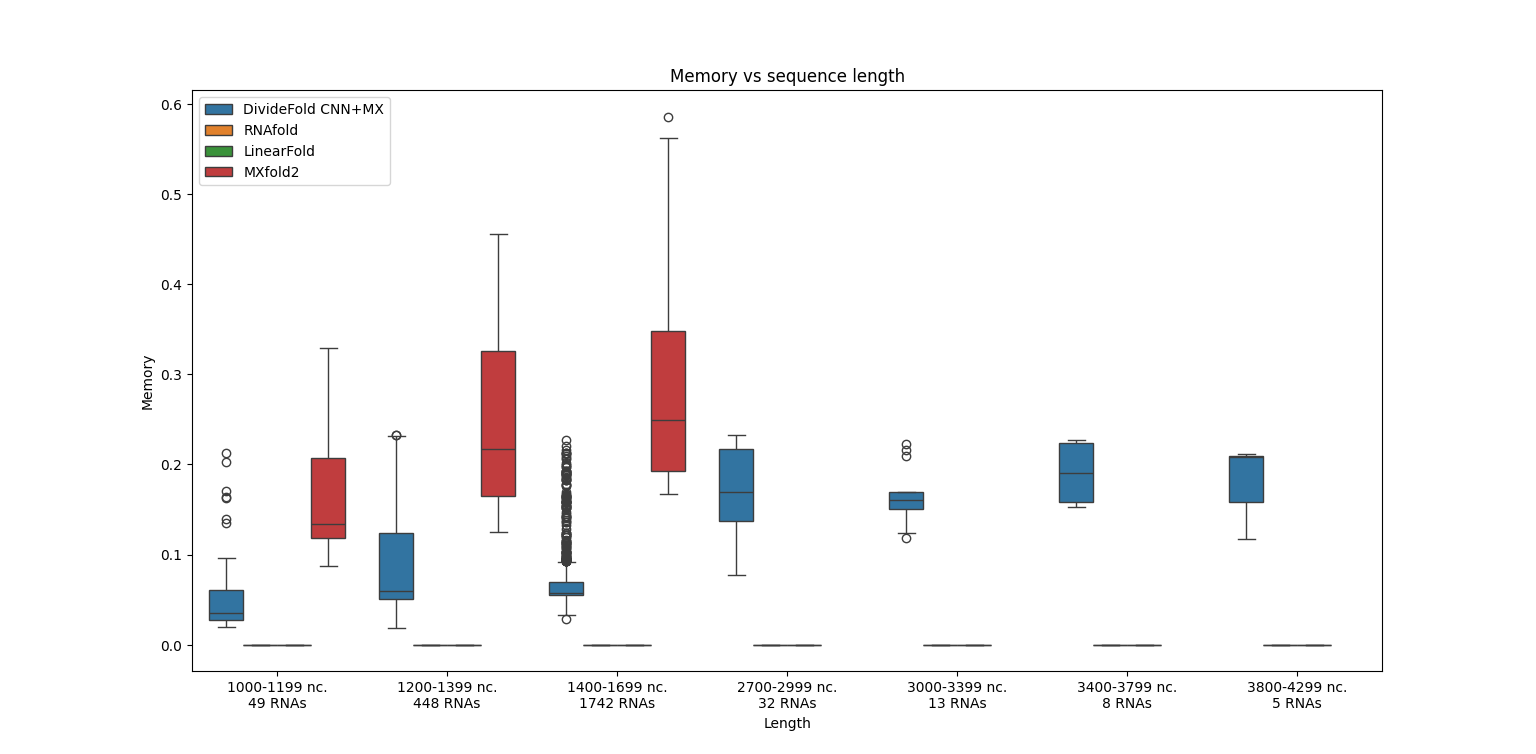 Memory vs sequence length
DivideFold CNN+MX
RNAfold
LinearFold
MXfold2
Memory
0.6
0.5
0.4
0.3
0.2
0.1
0.0
1000-1199 nc.
49 RNAs
1200-1399 nc.
448 RNAs
1400-1699 nc.
1742 RNAs
2700-2999 nc.
32 RNAs
3000-3399 nc.
13 RNAs
3400-3799 nc.
8 RNAs
3800-4299 nc.
5 RNAs
Length